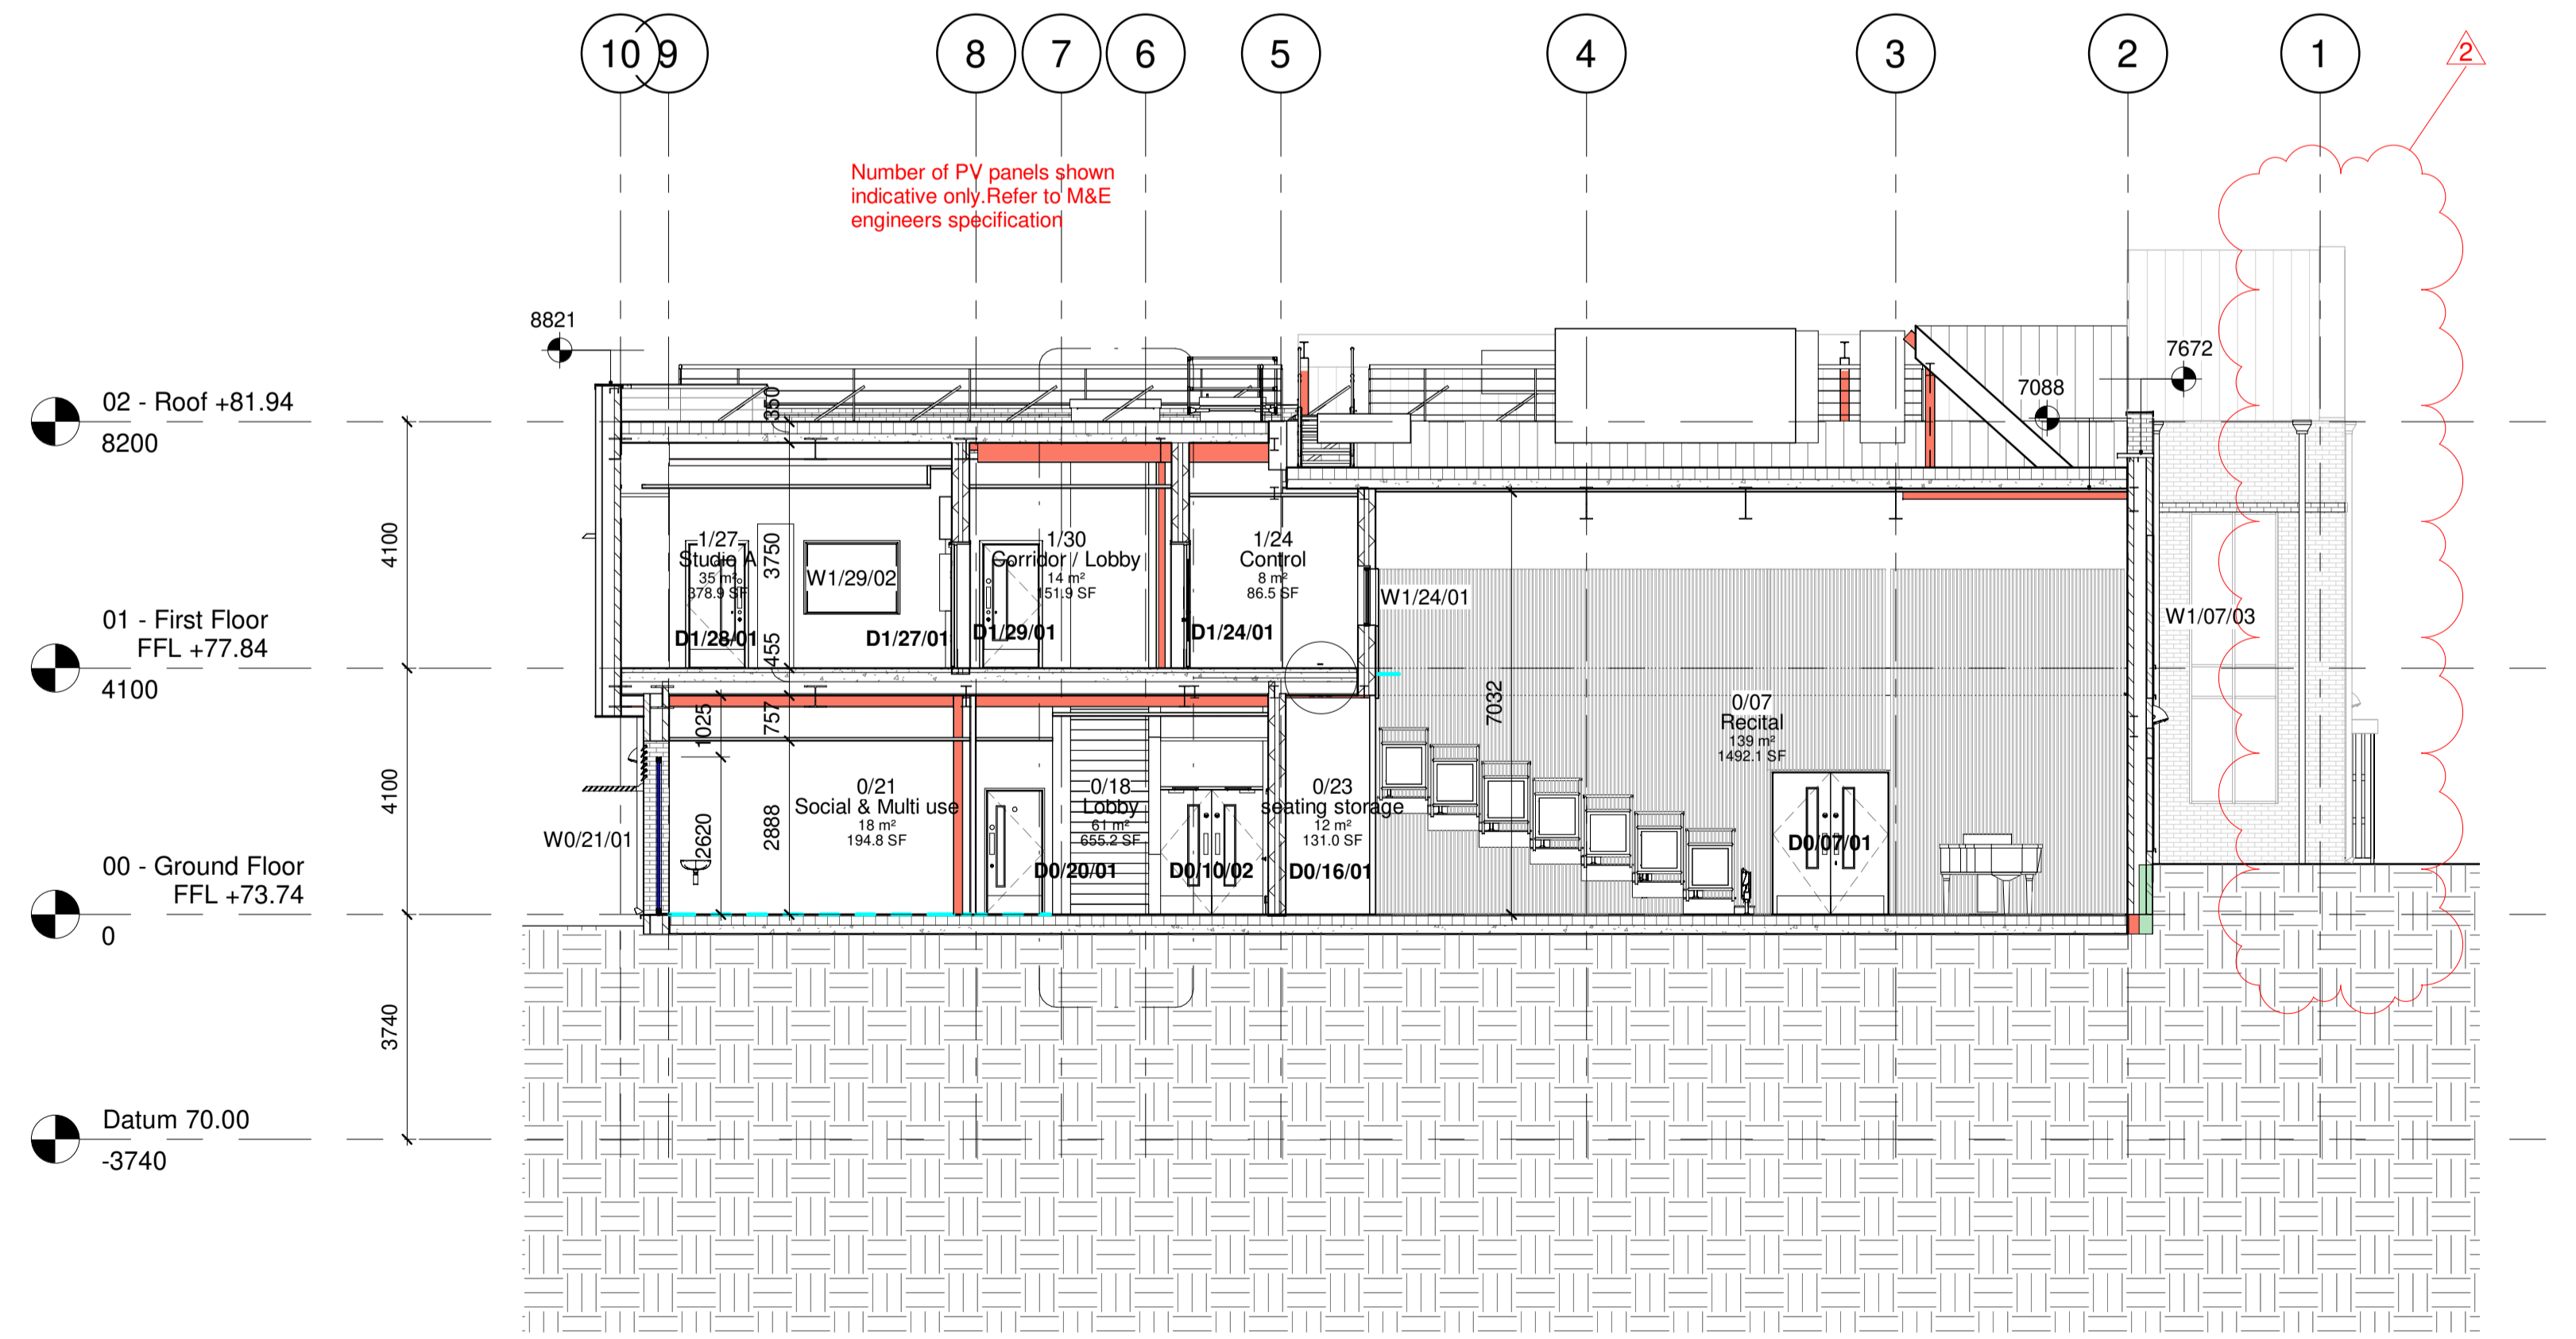 10
9
8
7
6
5
4
3
2
1
2
Number of PV panels shown
indicative only.Refer to M&E
engineers specification
8821
7672
7088
02 - Roof +81.94
8200
350
4100
1/27
Studio A
35 m²
378.9 SF
3750
W1/29/02
1/30
Corridor / Lobby
14 m²
151.9 SF
1/24
Control
8 m²
86.5 SF
W1/24/01
W1/07/03
01 - First Floor
FFL +77.84
4100
D1/28/01
D1/27/01
D1/29/01
D1/24/01
455
1025
757
7032
0/07
Recital
139 m²
1492.1 SF
4100
0/21
Social & Multi use
18 m²
194.8 SF
0/18
Lobby
61 m²
655.2 SF
0/23
seating storage
12 m²
131.0 SF
W0/21/01
2620
2888
D0/20/01
D0/10/02
D0/16/01
D0/07/01
00 - Ground Floor
FFL +73.74
0
3740
Datum 70.00
-3740